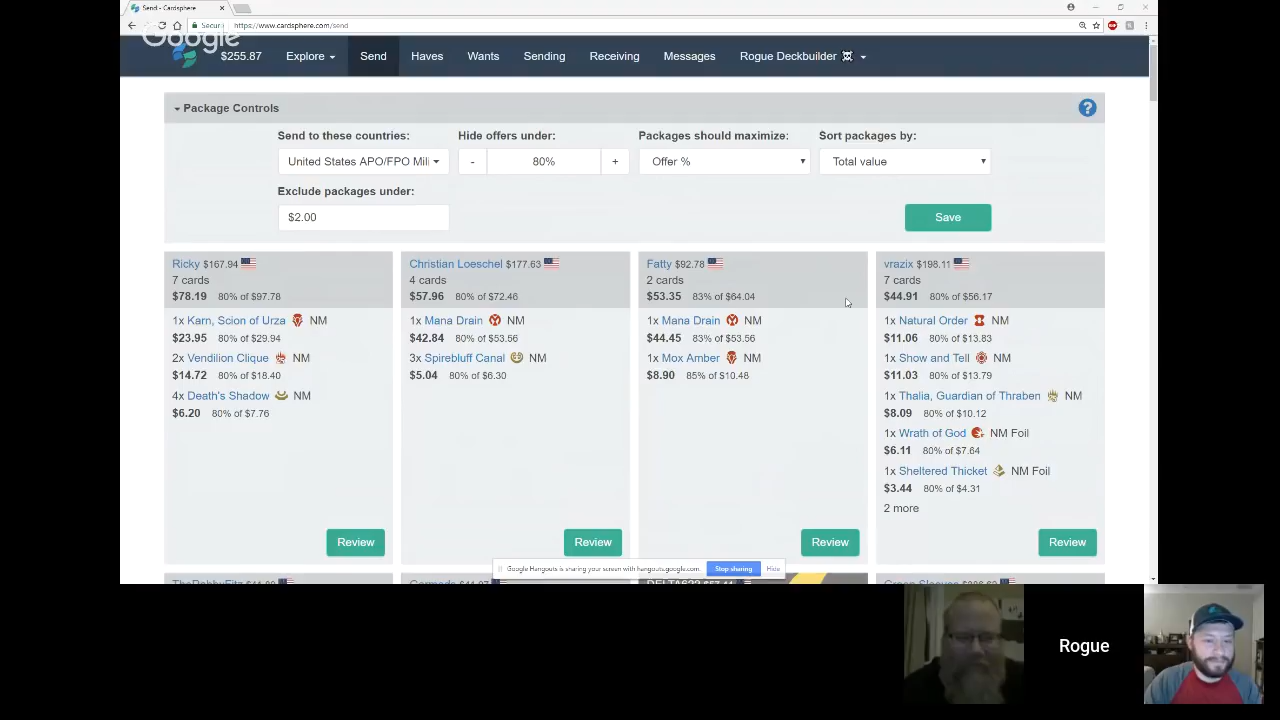 Send - Cardsphere
Secure
https://www.cardsphere.com/send
Google
$255.87 Explore Send Haves Wants Sending Receiving Messages Rogue Deckbuilder
Package Controls
?
Send to these countries: Hide offers under: Packages should maximize: Sort packages by:
United States APO/FPO Mili - 80% + Offer % Total value
Exclude packages under:
$2.00 Save
Ricky $167.94
7 cards
$78.19 80% of $97.78
1x Karn, Scion of Urza NM
$23.95 80% of $29.94
2x Vendilion Clique NM
$14.72 80% of $18.40
4x Death's Shadow NM
$6.20 80% of $7.76
Review
Christian Loeschel $177.63
4 cards
$57.96 80% of $72.46
1x Mana Drain NM
$42.84 80% of $53.56
3x Spirebluff Canal NM
$5.04 80% of $6.30
Review
Fatty $92.78
2 cards
$53.35 83% of $64.04
1x Mana Drain NM
$44.45 83% of $53.56
1x Mox Amber NM
$8.90 85% of $10.48
Review
vrazix $198.11
7 cards
$44.91 80% of $56.17
1x Natural Order NM
$11.06 80% of $13.83
1x Show and Tell NM
$11.03 80% of $13.79
1x Thalia, Guardian of Thraben NM
$8.09 80% of $10.12
1x Wrath of God NM Foil
$6.11 80% of $7.64
1x Sheltered Thicket NM Foil
$3.44 80% of $4.31
2 more
Review
Google Hangouts is sharing your screen with hangouts.google.com. Stop sharing Hide
Rogue